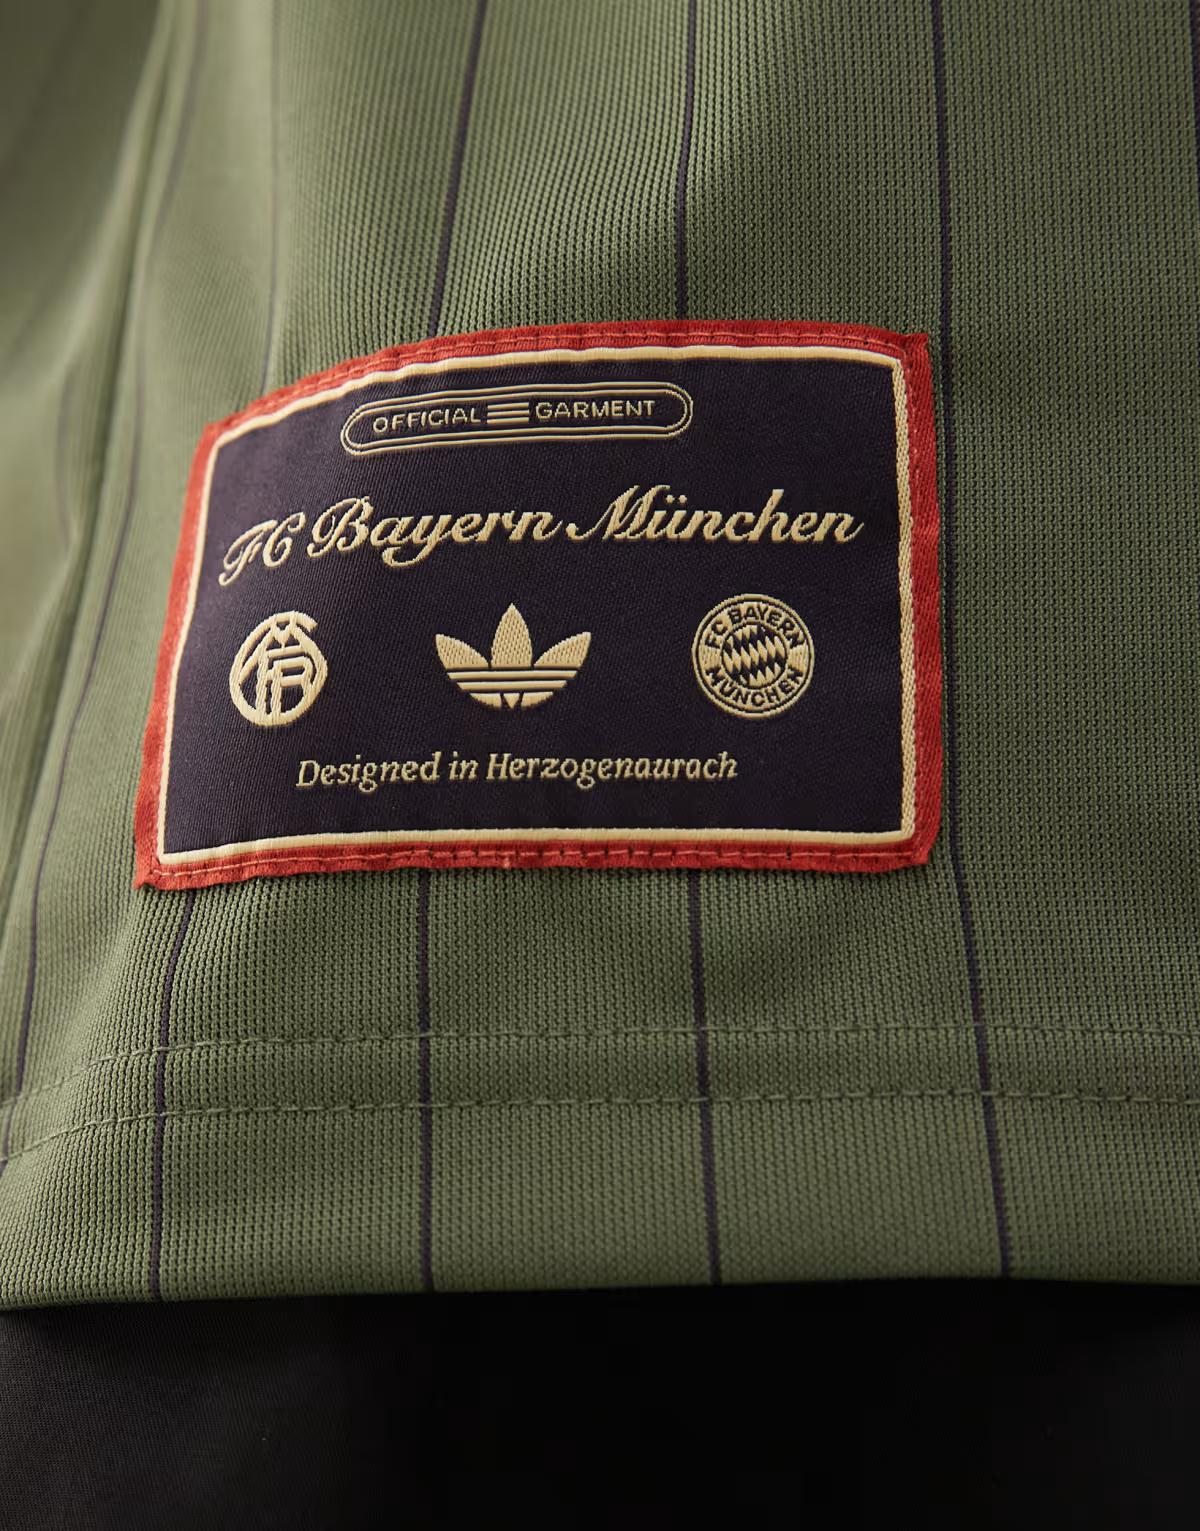 OFFICIAL GARMENT
FC Bayern München
FC BAYERN
MÜNCHEN
Designed in Herzogenaurach